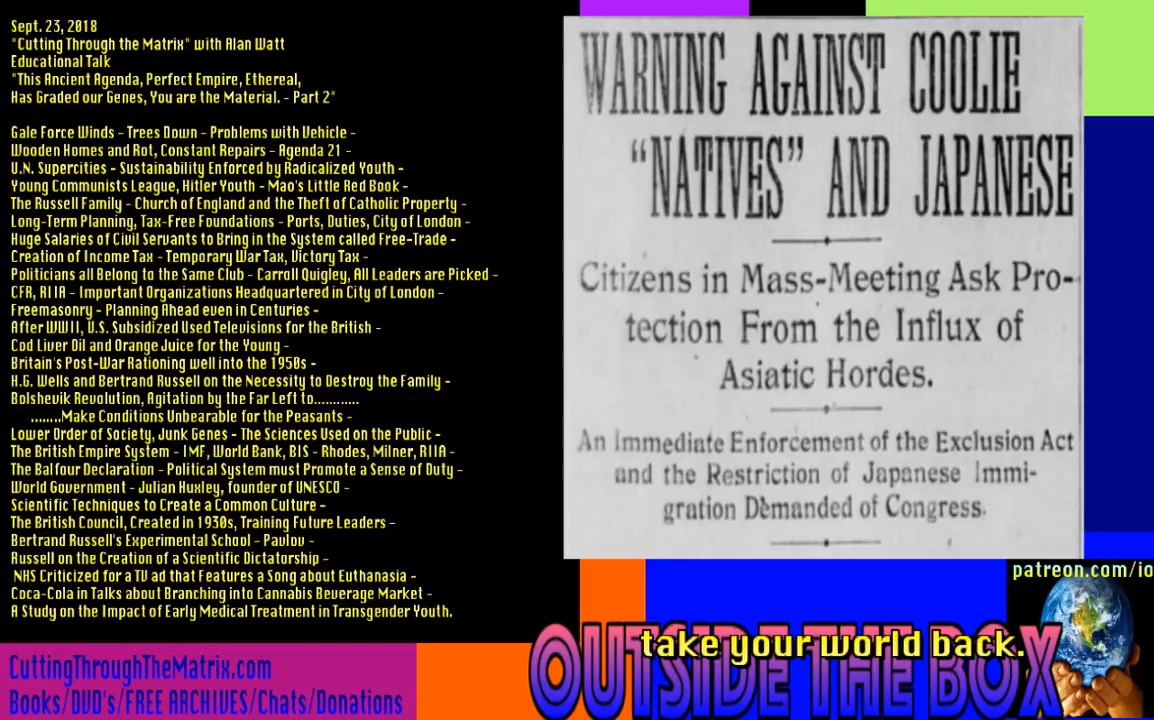 Sept. 23, 2018
"Cutting Through the Matrix" with Alan Watt
Educational Talk
"This Ancient Agenda, Perfect Empire, Ethereal,
Has Graded our Genes, You are the Material. - Part 2"
Gale Force Winds - Trees Down - Problems with Vehicle -
Wooden Homes and Rot, Constant Repairs - Agenda 21 -
U.N. Supercities - Sustainability Enforced by Radicalized Youth -
Young Communists League, Hitler Youth - Mao's Little Red Book -
The Russell Family - Church of England and the Theft of Catholic Property -
Long-Term Planning, Tax-Free Foundations - Ports, Duties, City of London -
Huge Salaries of Civil Servants to Bring in the System called Free-Trade -
Creation of Income Tax - Temporary War Tax, Victory Tax -
Politicians all Belong to the Same Club - Carroll Quigley, All Leaders are Picked -
CFR, RIIA - Important Organizations Headquartered in City of London -
Freemasonry - Planning Ahead even in Centuries -
After WWII, U.S. Subsidized Used Televisions for the British -
Cod Liver Oil and Orange Juice for the Young -
Britain's Post-War Rationing well into the 1950s -
H.G. Wells and Bertrand Russell on the Necessity to Destroy the Family -
Bolshevik Revolution, Agitation by the Far Left to............
........Make Conditions Unbearable for the Peasants -
Lower Order of Society, Junk Genes - The Sciences Used on the Public -
The British Empire System - IMF, World Bank, BIS - Rhodes, Milner, RIIA -
The Balfour Declaration - Political System must Promote a Sense of Duty -
World Government - Julian Huxley, founder of UNESCO -
Scientific Techniques to Create a Common Culture -
The British Council, Created in 1930s, Training Future Leaders -
Bertrand Russell's Experimental School - Pavlov -
Russell on the Creation of a Scientific Dictatorship -
NHS Criticized for a TV ad that Features a Song about Euthanasia -
Coca-Cola in Talks about Branching into Cannabis Beverage Market -
A Study on the Impact of Early Medical Treatment in Transgender Youth.
CuttingThroughTheMatrix.com
Books/DVD's/FREE ARCHIVES/Chats/Donations
WARNING AGAINST COOLIE
"NATIVES" AND JAPANESE
Citizens in Mass-Meeting Ask Pro-
tection From the Influx of
Asiatic Hordes.
An Immediate Enforcement of the Exclusion Act
and the Restriction of Japanese Immi-
gration Demanded of Congress.
patreon.com/io
take your world back.
OUTSIDE THE BOX